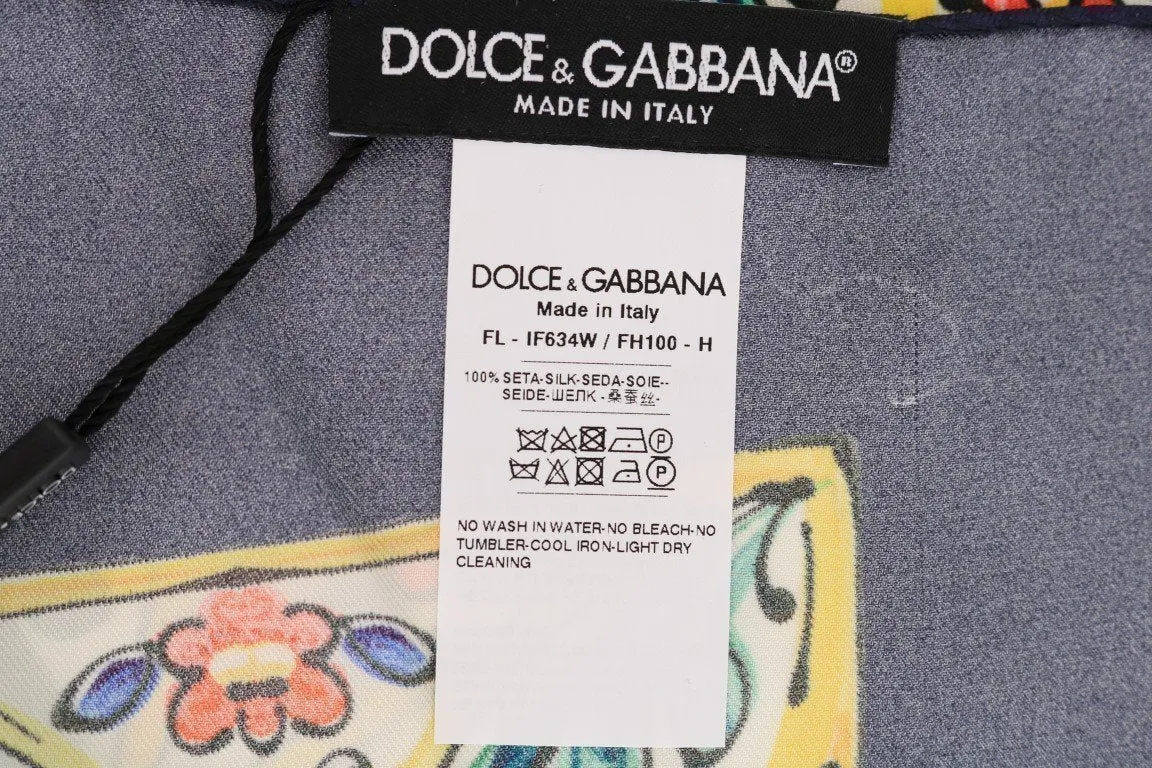 DOLCE & GABBANA®
MADE IN ITALY
DOLCE & GABBANA
Made in Italy
FL - IF634W / FH100 - H
100% SETA-SILK-SEDA-SOIE--
SEIDE-ШЕЛК -桑蚕丝-
P
P
NO WASH IN WATER-NO BLEACH-NO
TUMBLER-COOL IRON-LIGHT DRY
CLEANING